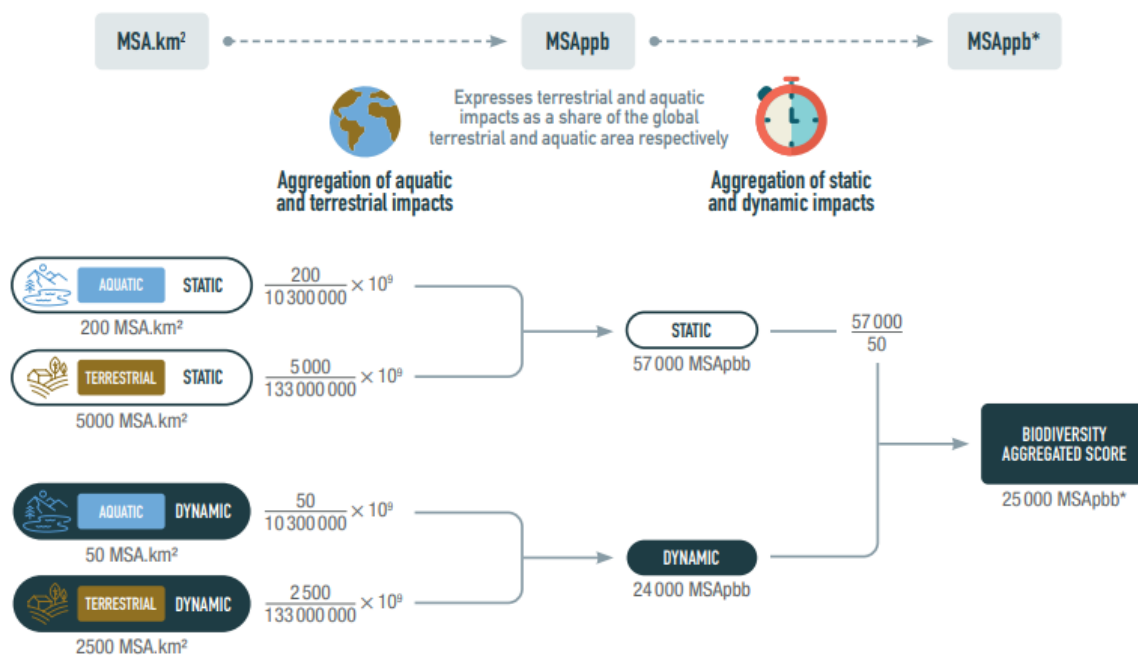 MSA.km²
MSAppb
MSAppb*
Expresses terrestrial and aquatic
impacts as a share of the global
terrestrial and aquatic area respectively
Aggregation of aquatic
and terrestrial impacts
Aggregation of static
and dynamic impacts
AQUATIC STATIC
200 MSA.km²
200
10 300 000
× 10⁹
TERRESTRIAL STATIC
5000 MSA.km²
5 000
133 000 000
× 10⁹
STATIC
57 000 MSApbb
57 000
50
BIODIVERSITY
AGGREGATED SCORE
25 000 MSApbb*
AQUATIC DYNAMIC
50 MSA.km²
50
10 300 000
× 10⁹
TERRESTRIAL DYNAMIC
2500 MSA.km²
2 500
133 000 000
× 10⁹
DYNAMIC
24 000 MSApbb